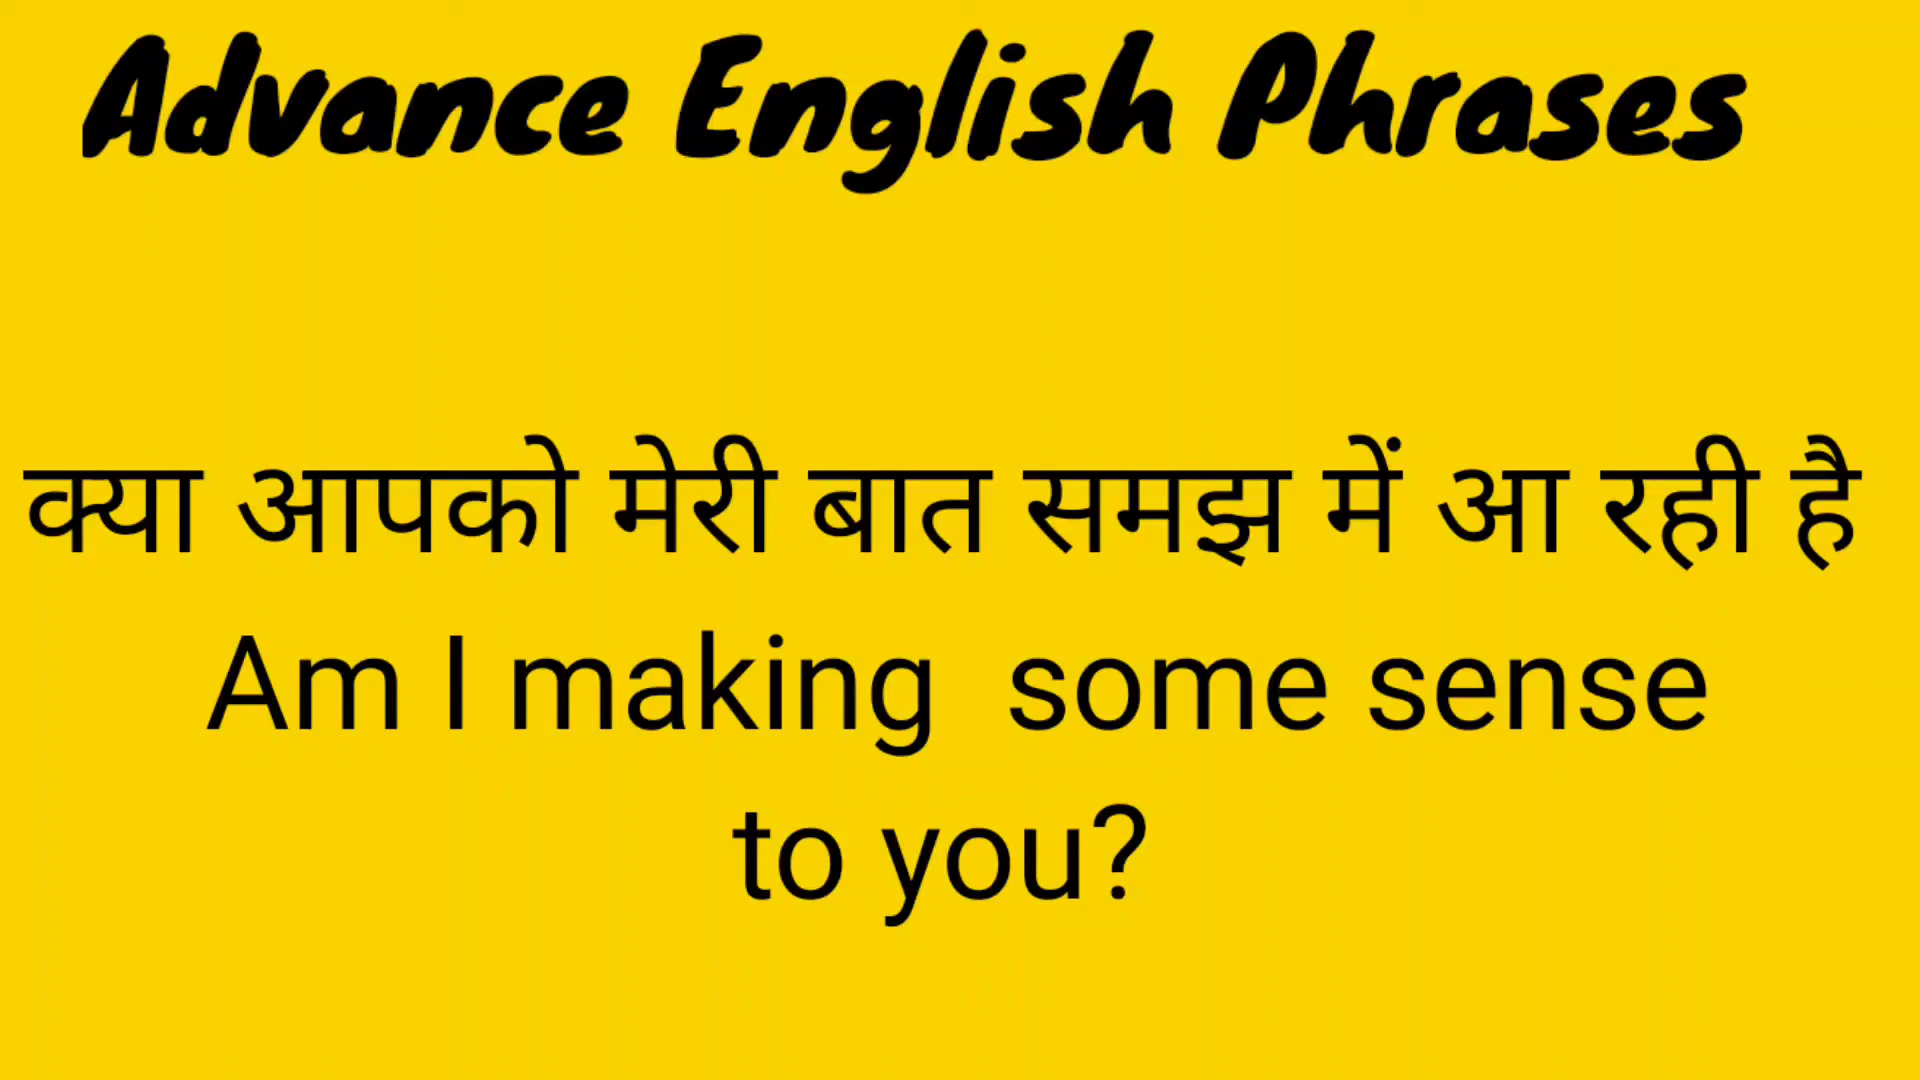 Advance English Phrases
क्या आपको मेरी बात समझ में आ रही है
Am I making  some sense
to you?